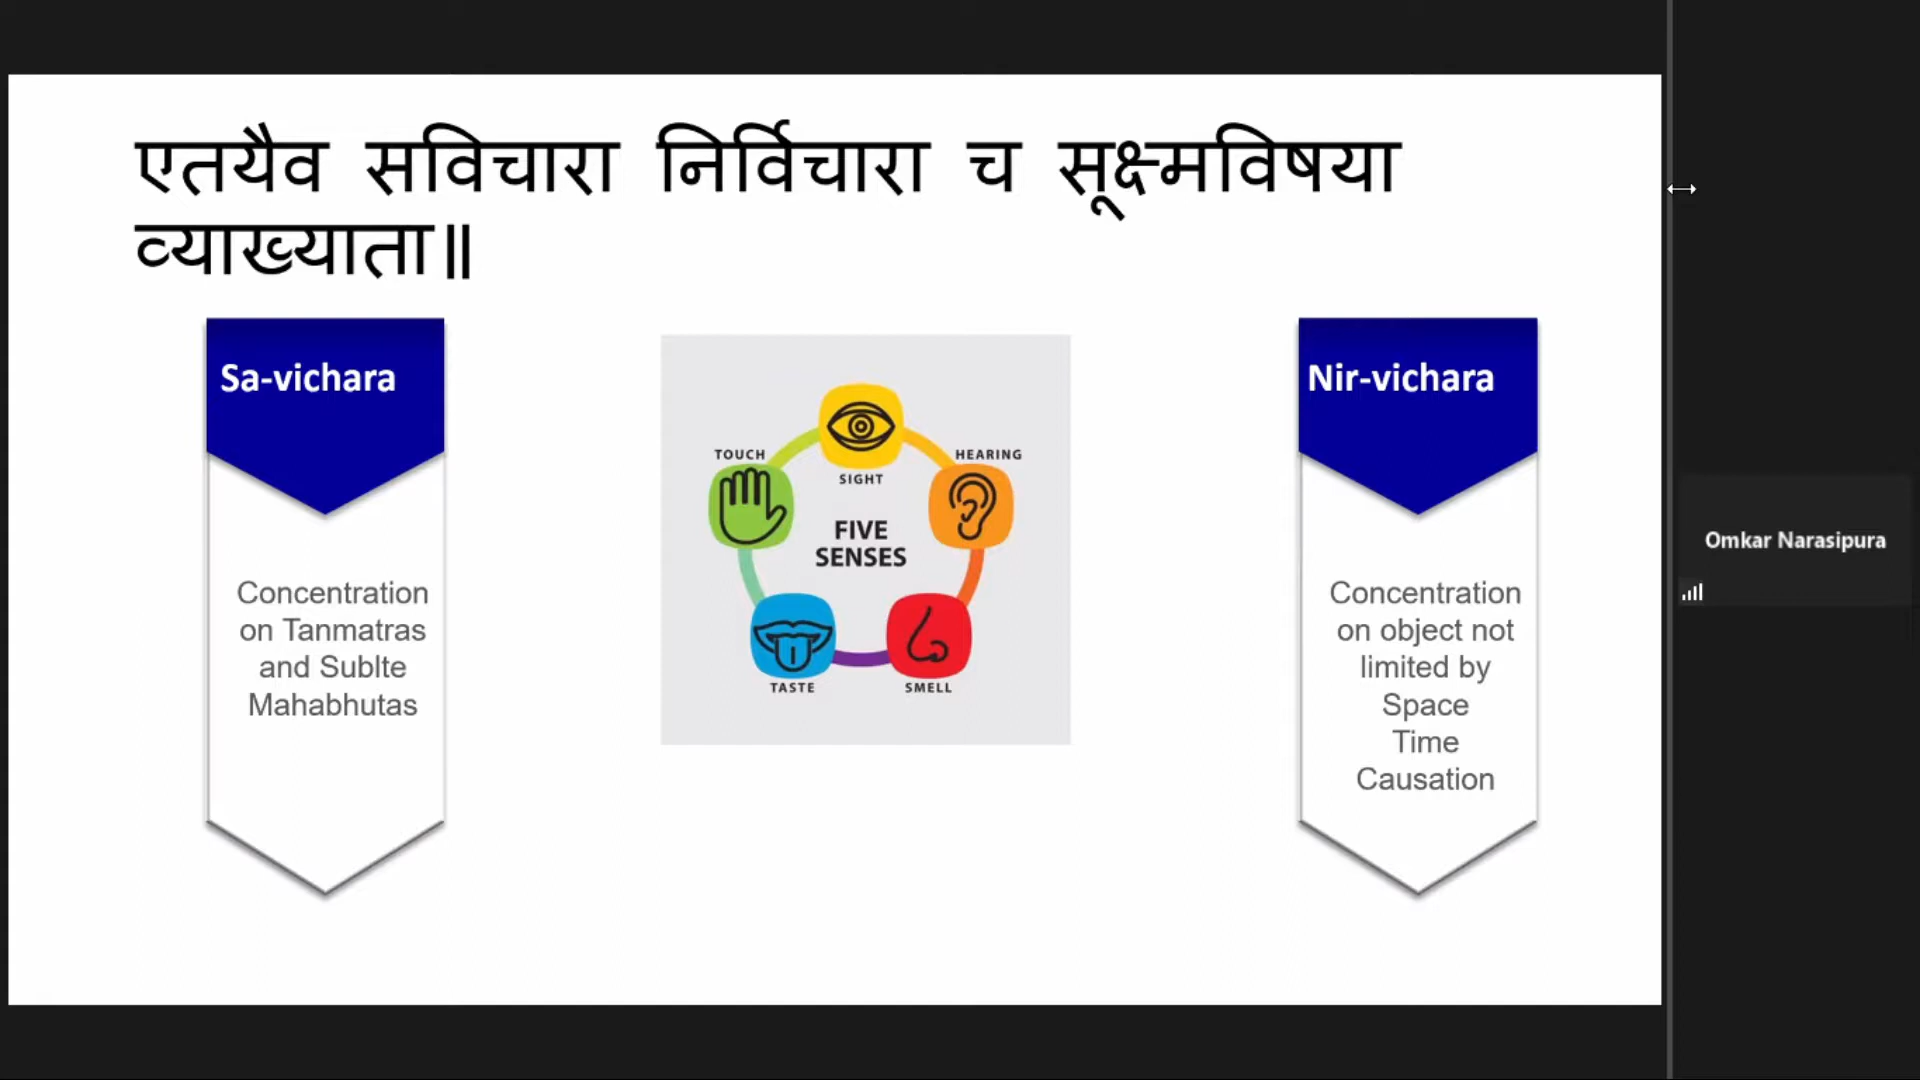 एतयैव सविचारा निर्विचारा च सूक्ष्मविषया
व्याख्याता॥
Sa-vichara
Concentration
on Tanmatras
and Sublte
Mahabhutas
TOUCH
SIGHT
HEARING
FIVE
SENSES
TASTE
SMELL
Nir-vichara
Concentration
on object not
limited by
Space
Time
Causation
Omkar Narasipura